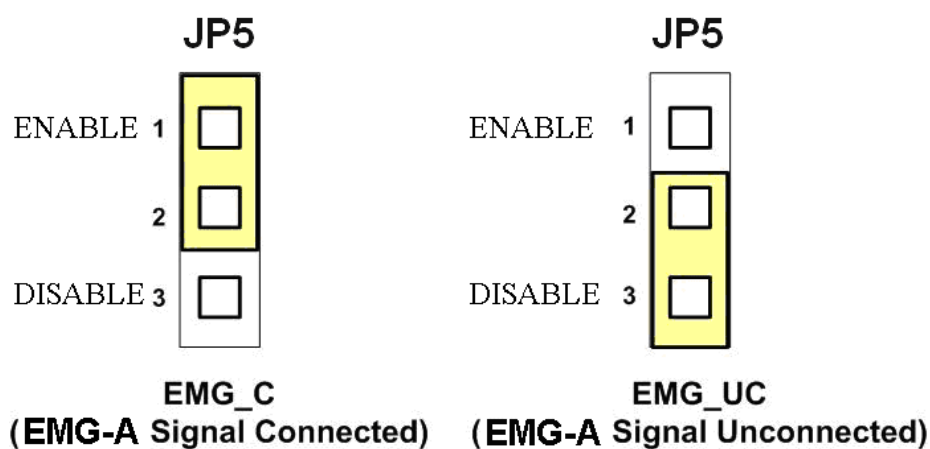 JP5 JP5
ENABLE 1 ENABLE 1
2 2
DISABLE 3 DISABLE 3
EMG_C EMG_UC
(EMG-A Signal Connected) (EMG-A Signal Unconnected)